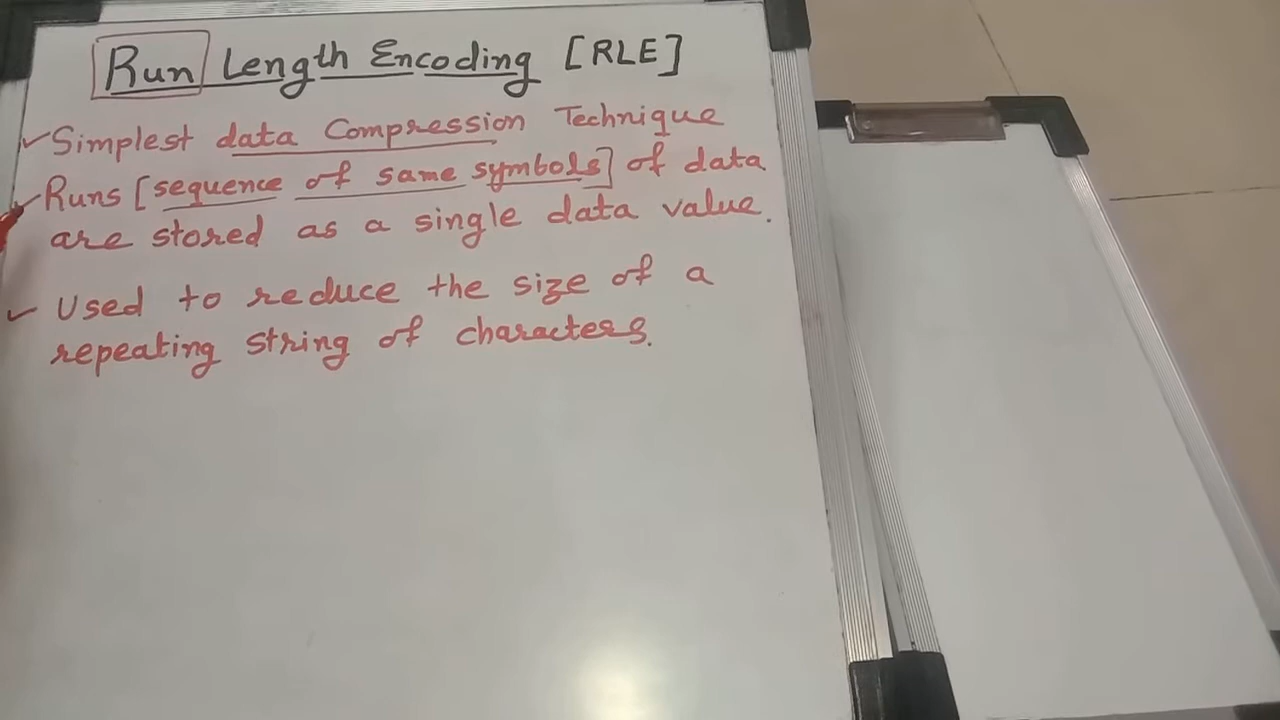 Run Length Encoding [RLE]
Simplest data Compression Technique
Runs [sequence of same symbols] of data
are stored as a single data value.
Used to reduce the size of a
repeating string of characters.